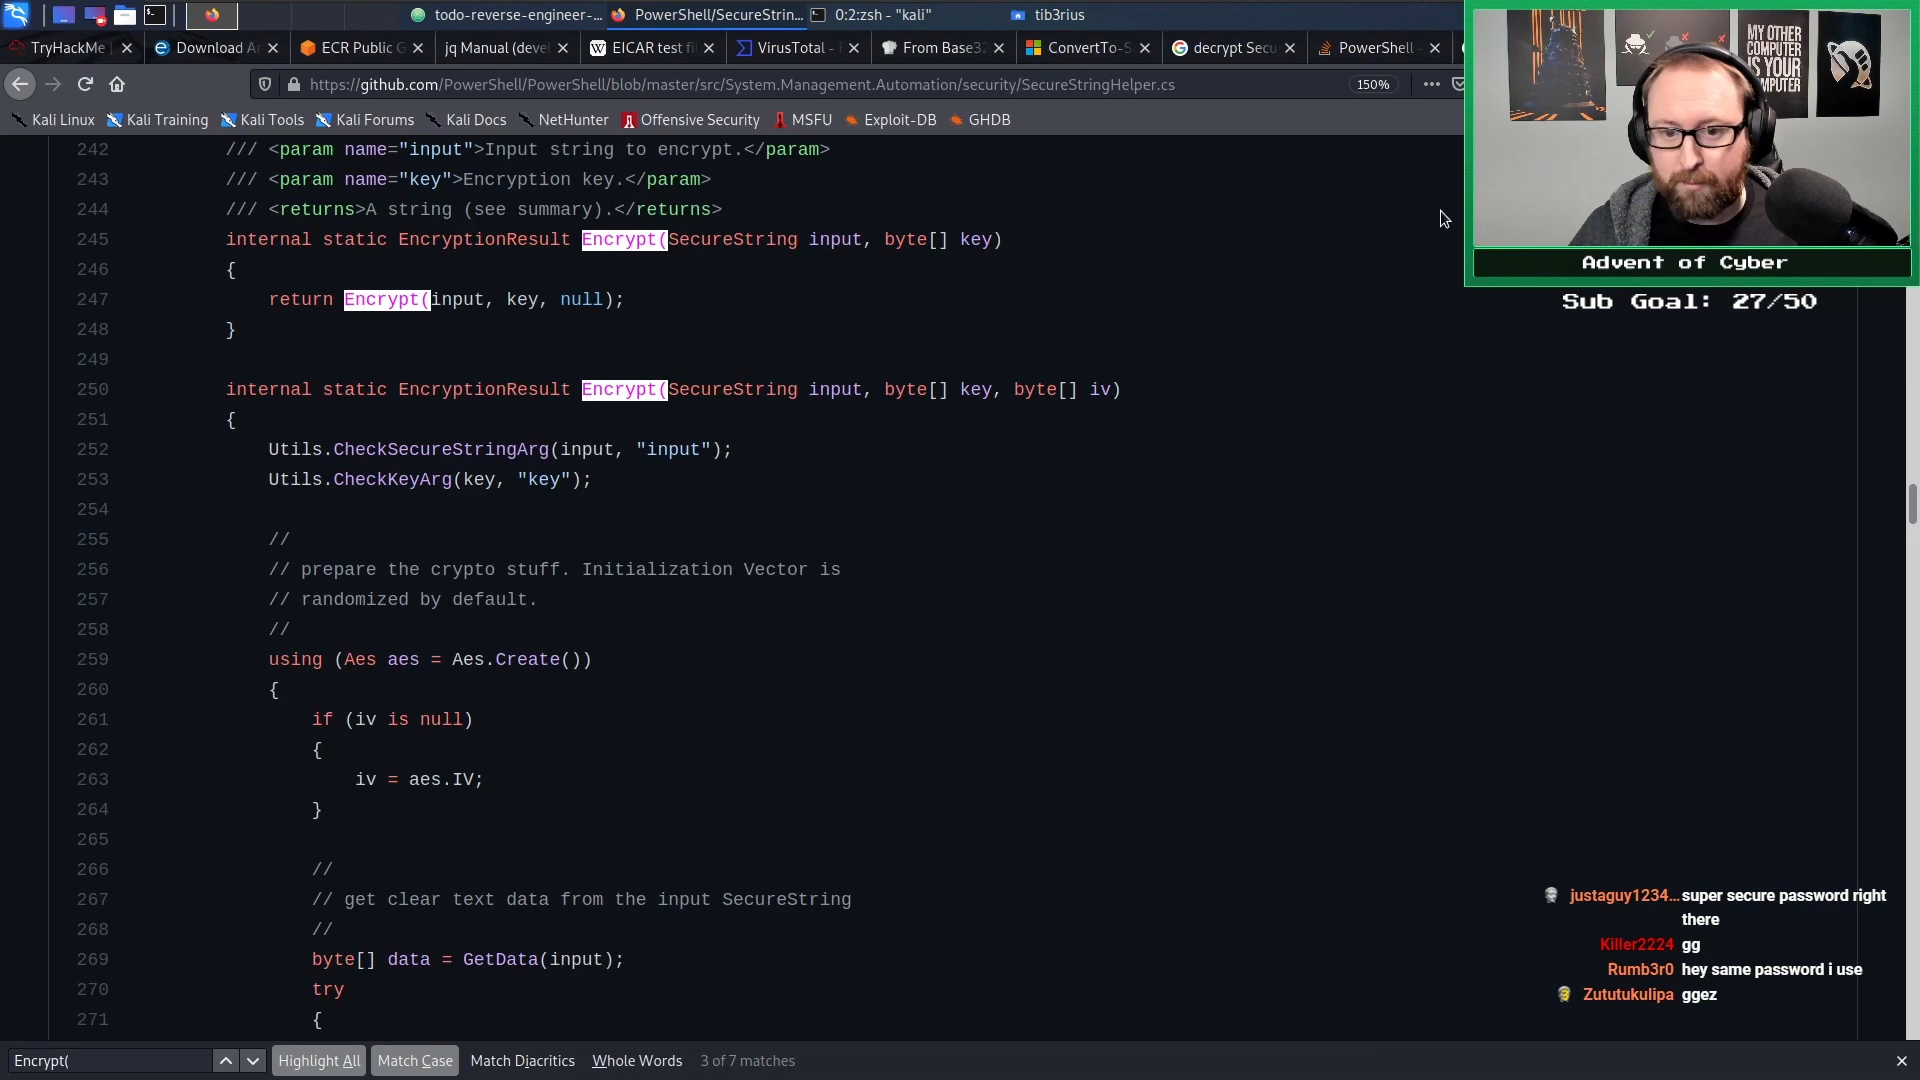 todo-reverse-engineer-...
PowerShell/SecureStrin...
0:2:zsh - "kali"
tib3rius
TryHackMe
Download A
ECR Public G
jq Manual (deve
EICAR test fi
VirusTotal -
From Base32
ConvertTo-S
decrypt Secu
PowerShell -
https://github.com/PowerShell/PowerShell/blob/master/src/System.Management.Automation/security/SecureStringHelper.cs
150%
Kali Linux
Kali Training
Kali Tools
Kali Forums
Kali Docs
NetHunter
Offensive Security
MSFU
Exploit-DB
GHDB
242 /// <param name="input">Input string to encrypt.</param>
243 /// <param name="key">Encryption key.</param>
244 /// <returns>A string (see summary).</returns>
245 internal static EncryptionResult Encrypt(SecureString input, byte[] key)
246 {
247 return Encrypt(input, key, null);
248 }
249
250 internal static EncryptionResult Encrypt(SecureString input, byte[] key, byte[] iv)
251 {
252 Utils.CheckSecureStringArg(input, "input");
253 Utils.CheckKeyArg(key, "key");
254
255 //
256 // prepare the crypto stuff. Initialization Vector is
257 // randomized by default.
258 //
259 using (Aes aes = Aes.Create())
260 {
261 if (iv is null)
262 {
263 iv = aes.IV;
264 }
265
266 //
267 // get clear text data from the input SecureString
268 //
269 byte[] data = GetData(input);
270 try
271 {
MY OTHER
COMPUTER
IS YOUR
COMPUTER
Advent of Cyber
Sub Goal: 27/50
justaguy1234... super secure password right
there
Killer2224 gg
Rumb3r0 hey same password i use
Zututukulipa ggez
Encrypt(
Highlight All
Match Case
Match Diacritics
Whole Words
3 of 7 matches